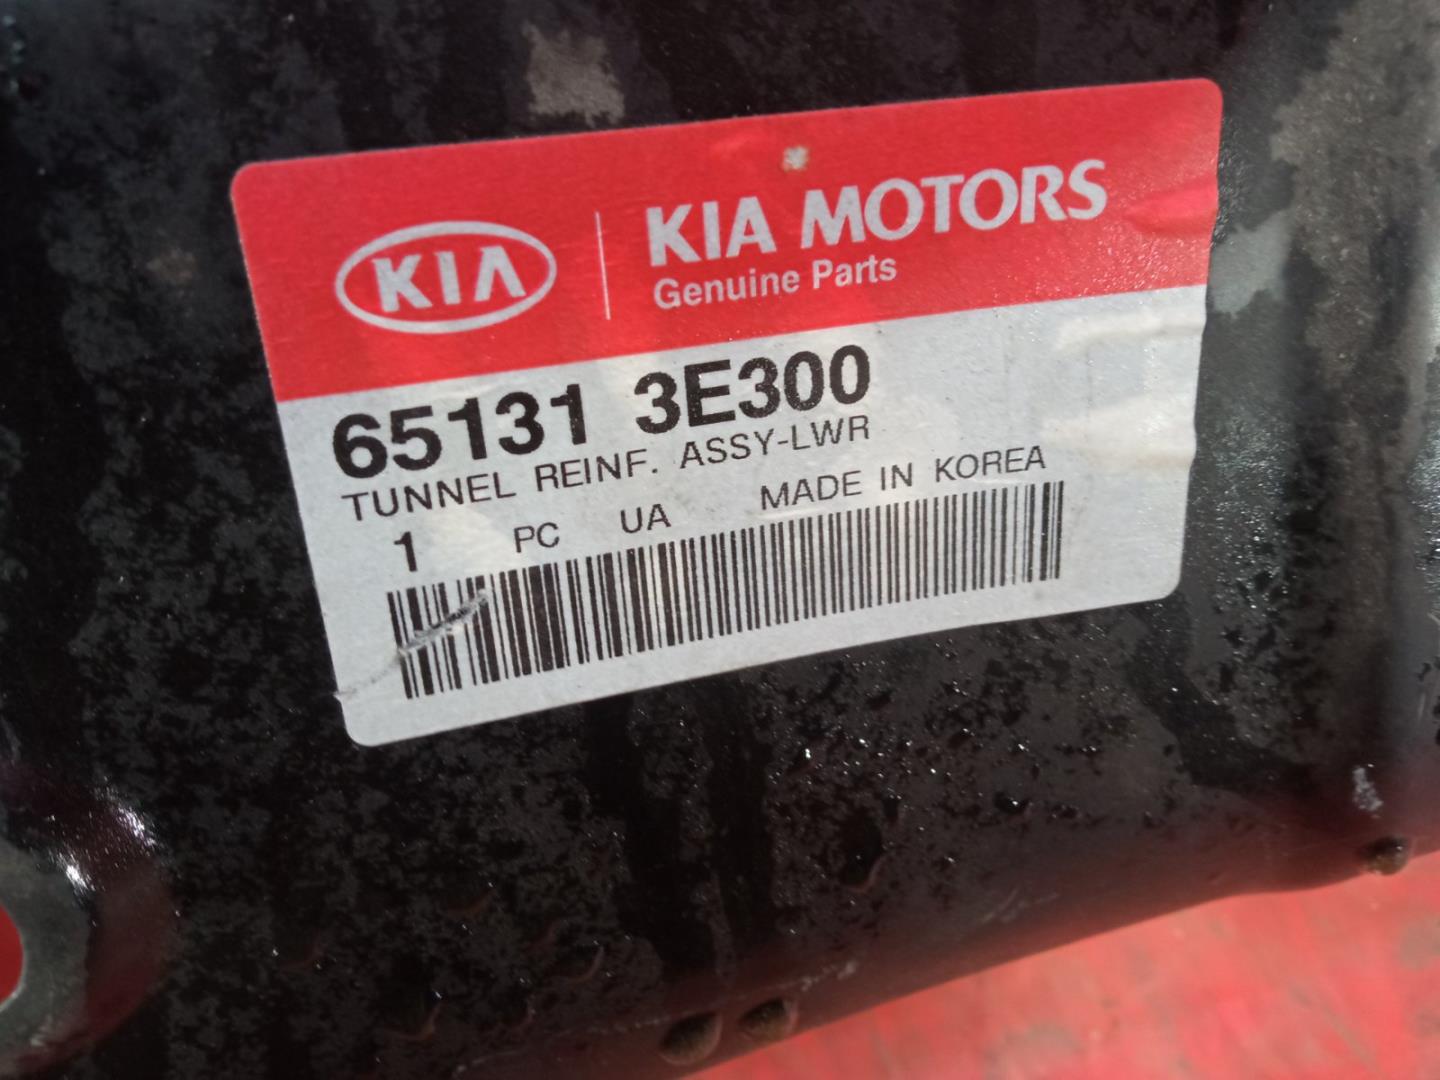 KIA
KIA MOTORS
Genuine Parts
65131 3E300
TUNNEL REINF. ASSY-LWR
1 PC UA MADE IN KOREA